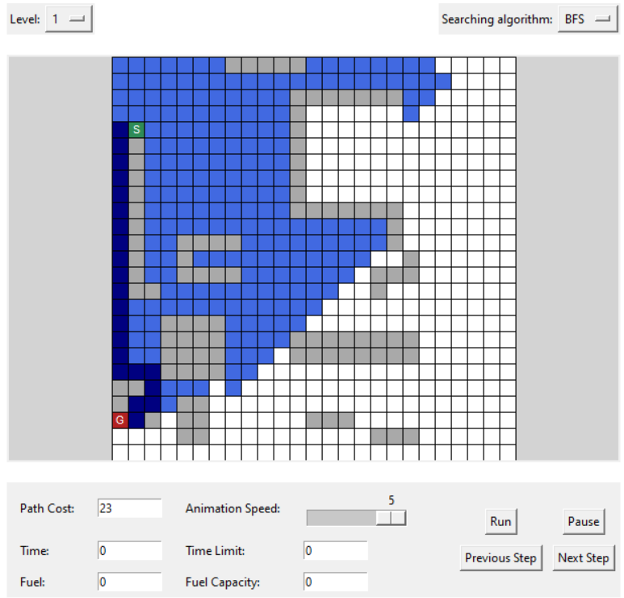 Level: 1 Searching algorithm: BFS
S
G
5
Path Cost: 23 Animation Speed:
Run Pause
Time: 0 Time Limit: 0
Previous Step Next Step
Fuel: 0 Fuel Capacity: 0